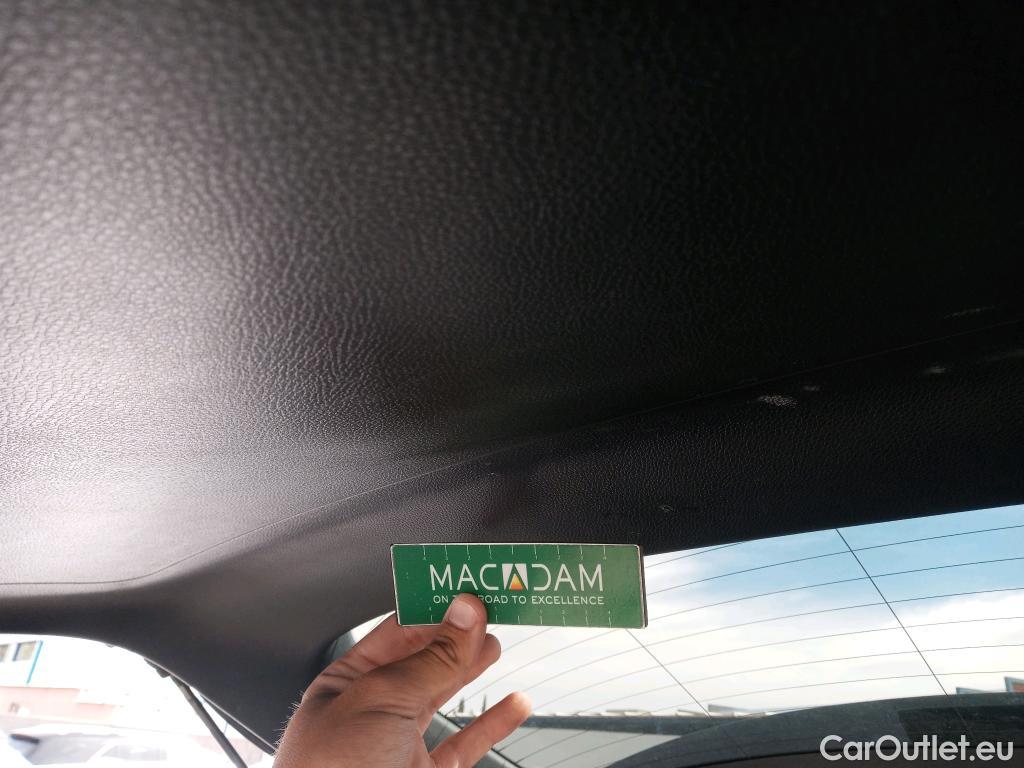 MACADAM
ON ROAD TO EXCELLENCE
CarOutlet.eu